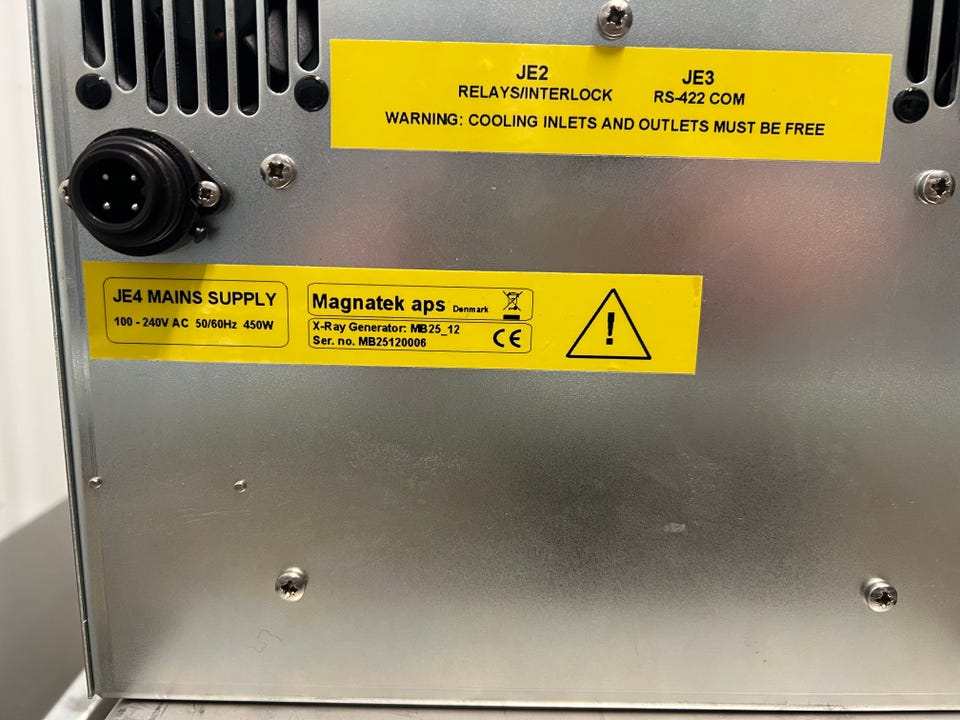 JE2
RELAYS/INTERLOCK
JE3
RS-422 COM
WARNING: COOLING INLETS AND OUTLETS MUST BE FREE
JE4 MAINS SUPPLY
100 - 240V AC 50/60Hz 450W
Magnatek aps Denmark
X-Ray Generator: MB25_12
Ser. no. MB25120006
CE
!